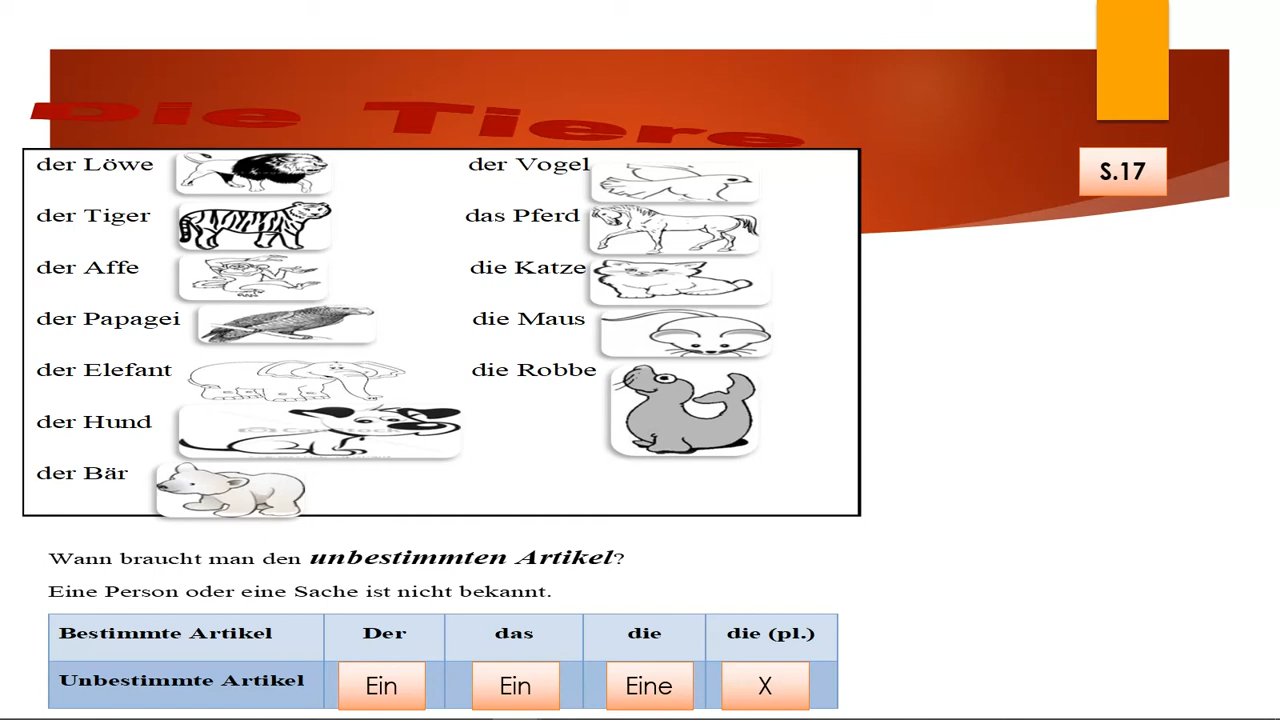 Die Tiere
S.17
der Löwe
der Tiger
der Affe
der Papagei
der Elefant
der Hund
der Bär
der Vogel
das Pferd
die Katze
die Maus
die Robbe
Wann braucht man den unbestimmten Artikel?
Eine Person oder eine Sache ist nicht bekannt.
Bestimmte Artikel Der das die die (pl.)
Unbestimmte Artikel Ein Ein Eine X